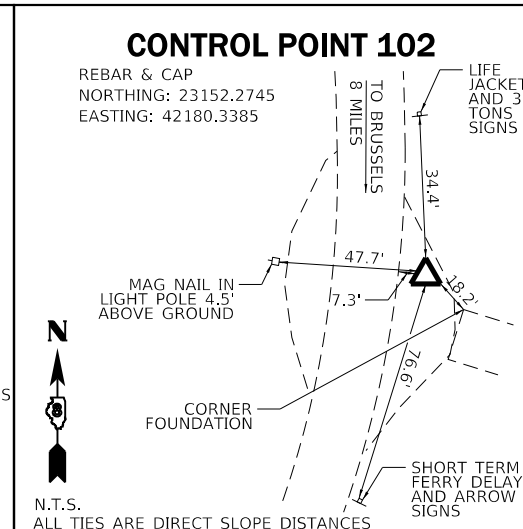 CONTROL POINT 102
REBAR & CAP
NORTHING: 23152.2745
EASTING: 42180.3385
TO BRUSSELS
8 MILES
LIFE
JACKET
AND 3
TONS
SIGNS
34.4'
47.7'
7.3'
18.2'
76.6'
MAG NAIL IN
LIGHT POLE 4.5'
ABOVE GROUND
N
8
S
CORNER
FOUNDATION
SHORT TERM
FERRY DELAY
AND ARROW
SIGNS
N.T.S.
ALL TIES ARE DIRECT SLOPE DISTANCES